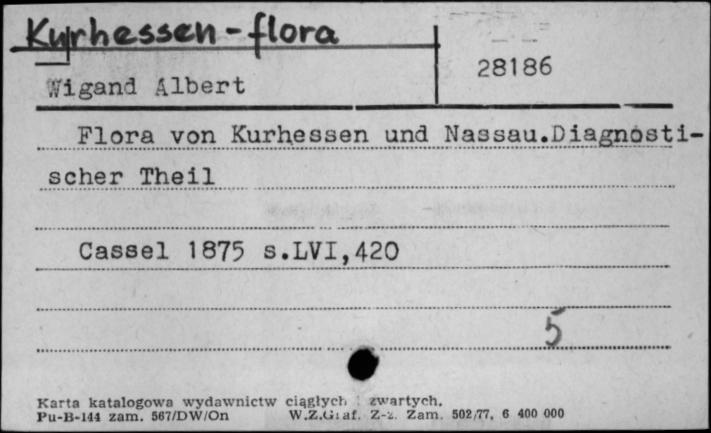 Kurhessen - flora
28186
Wigand Albert
Flora von Kurhessen und Nassau.Diagnosti-
scher Theil
Cassel 1875 s.LVI,420
5
Karta katalogowa wydawnictw ciągłych i zwartych.
Pu-B-144 zam. 567/DW/On W.Z.Graf. Z-z. Zam. 502/77. 6 400 000